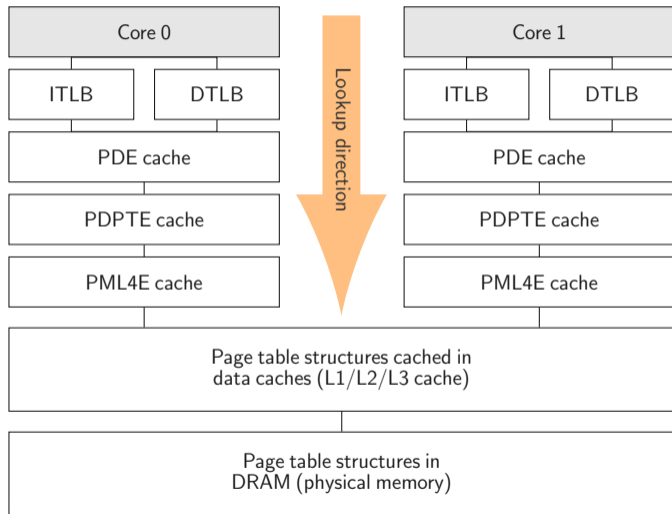 Core 0
Core 1
ITLB
DTLB
ITLB
DTLB
Lookup direction
PDE cache
PDE cache
PDPTE cache
PDPTE cache
PML4E cache
PML4E cache
Page table structures cached in
data caches (L1/L2/L3 cache)
Page table structures in
DRAM (physical memory)